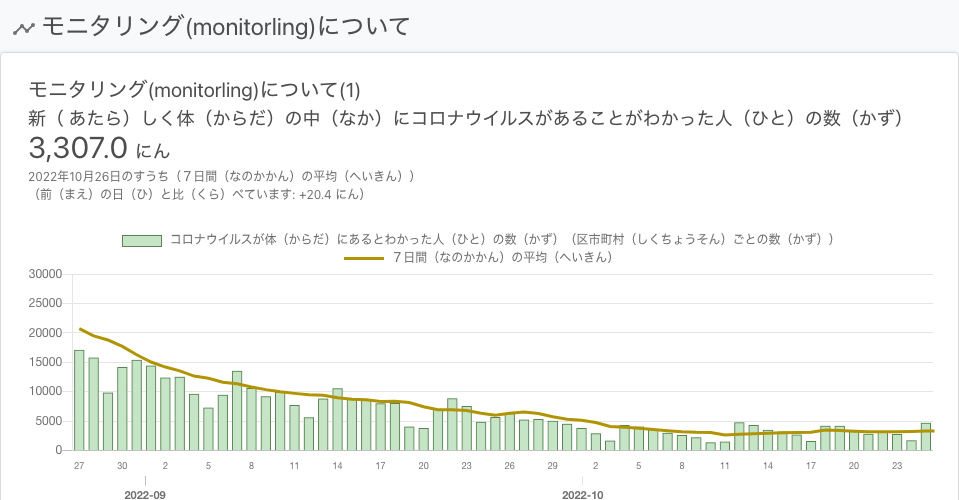 モニタリング(monitorling)について
モニタリング(monitorling)について(1)
新（ あたら）しく体（からだ）の中（なか）にコロナウイルスがあることがわかった人（ひと）の数（かず）
3,307.0 にん
2022年10月26日のすうち（７日間（なのかかん）の平均（へいきん））
（前（まえ）の日（ひ）と比（くら）べています: +20.4 にん）
コロナウイルスが体（からだ）にあるとわかった人（ひと）の数（かず）（区市町村（しくちょうそん）ごとの数（かず））
７日間（なのかかん）の平均（へいきん）
30000
25000
20000
15000
10000
5000
0
27 30 2 5 8 11 14 17 20 23 26 29 2 5 8 11 14 17 20 23
2022-09 2022-10